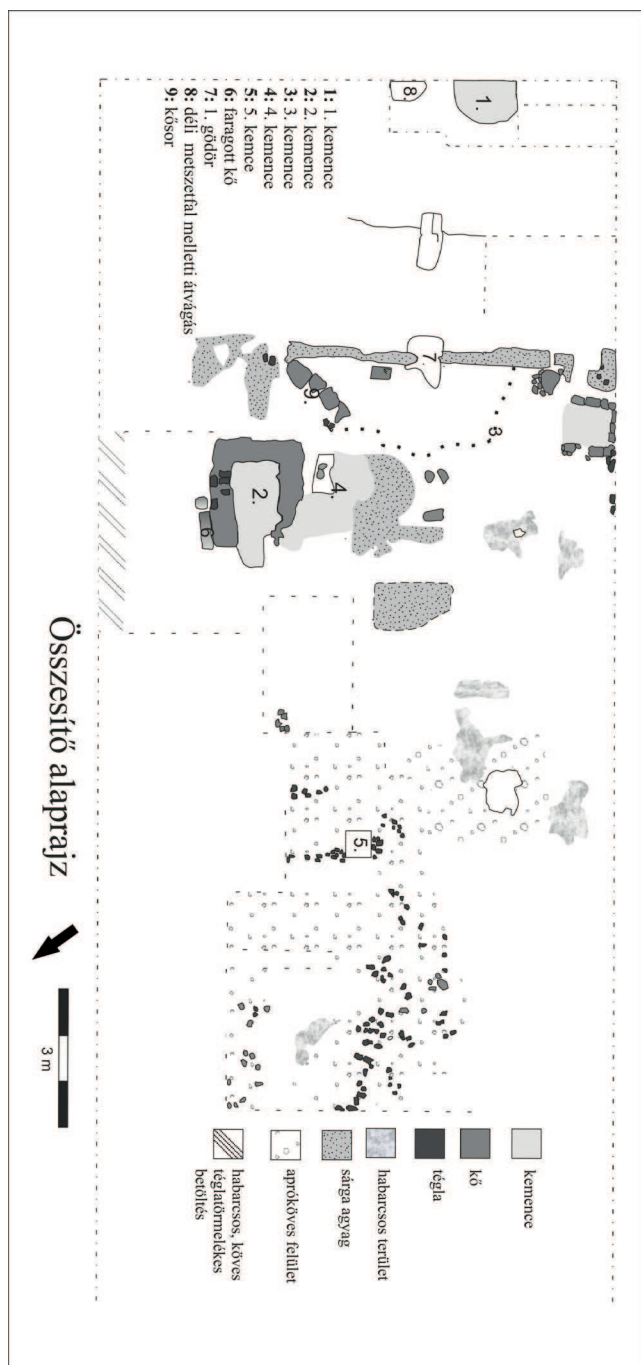 1: 1. kemence
2: 2. kemence
3: 3. kemence
4: 4. kemence
5: 5. kemce
6: faragott kő
7: 1. gödör
8: déli metszetfal melletti átvágás
9: kősor
8.
1.
7
9.
3
2.
4.
6
5.
Összesítő alaprajz
3 m
kemence
kő
tégla
habarcsos terület
sárga agyag
apróköves felület
habarcsos, köves
téglatörmelékes
betöltés